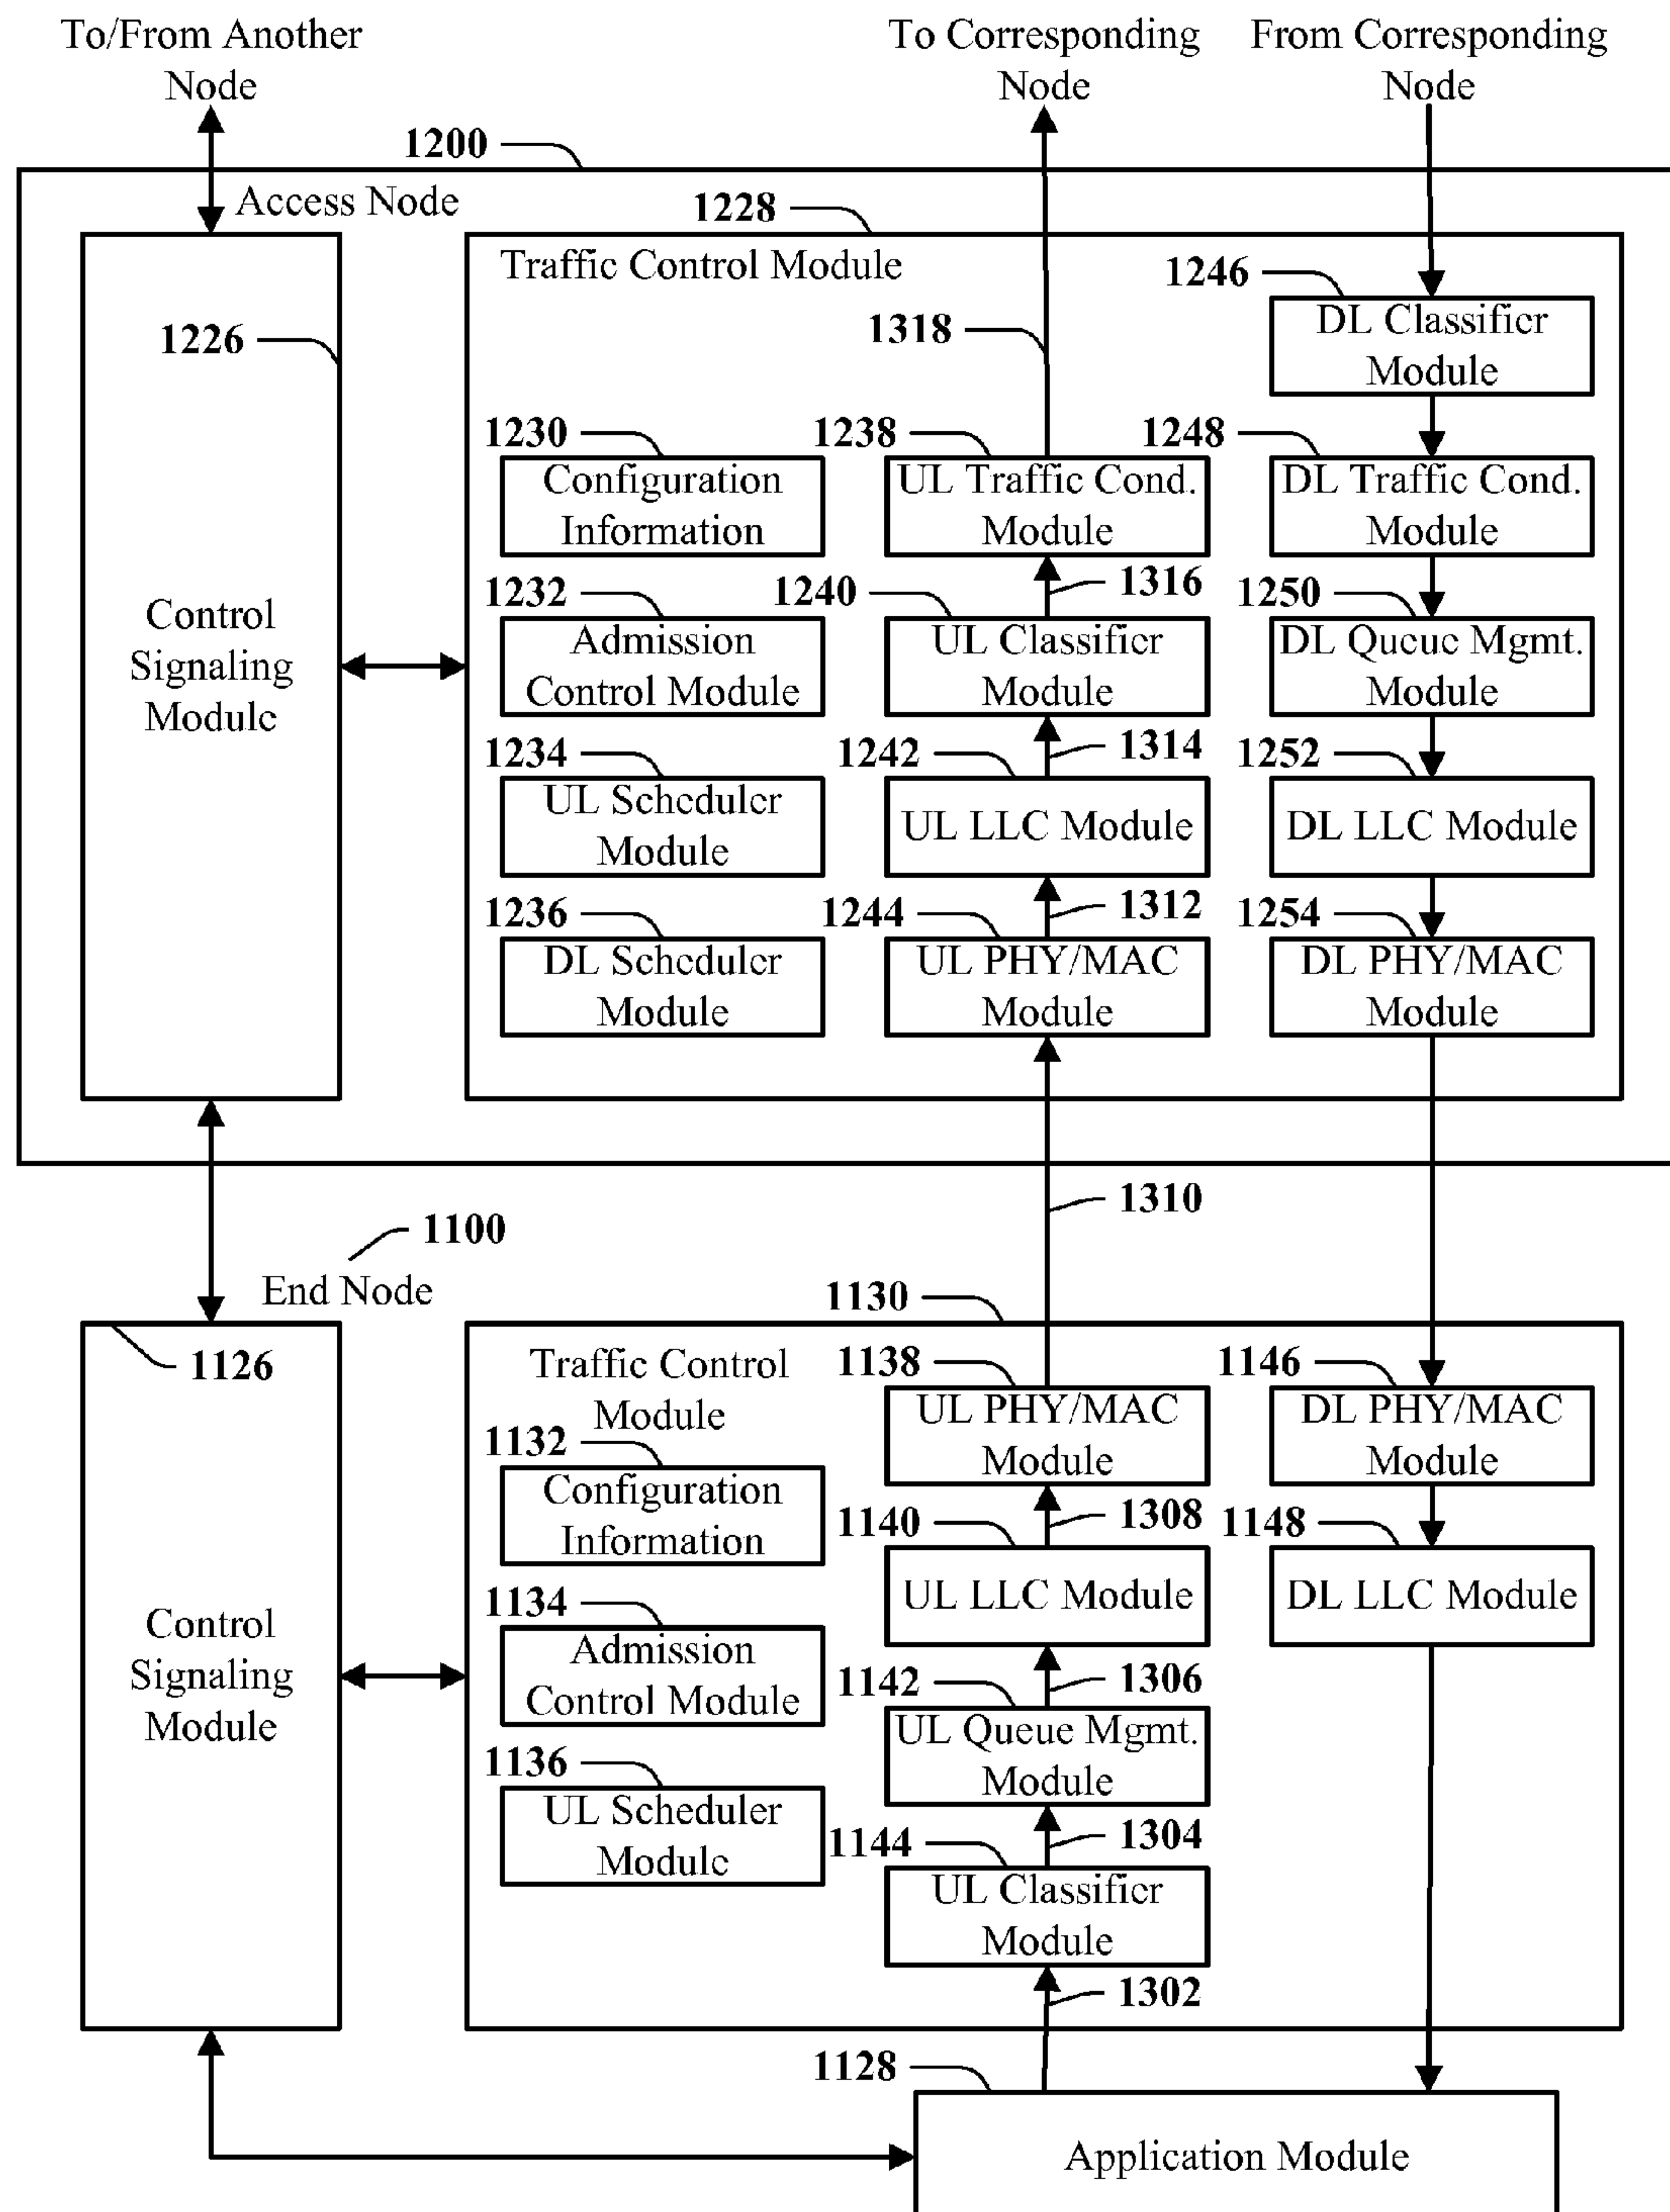 To/From Another
Node
To Corresponding
Node
From Corresponding
Node
1200
Access Node
1226
Control
Signaling
Module
1228
Traffic Control Module
1246
DL Classifier
Module
1318
1230
Configuration
Information
1238
UL Traffic Cond.
Module
1248
DL Traffic Cond.
Module
1316
1232
Admission
Control Module
1240
UL Classifier
Module
1250
DL Queue Mgmt.
Module
1314
1234
UL Scheduler
Module
1242
UL LLC Module
1252
DL LLC Module
1312
1236
DL Scheduler
Module
1244
UL PHY/MAC
Module
1254
DL PHY/MAC
Module
1310
1100
End Node
1126
Control
Signaling
Module
1130
Traffic Control
Module
1138
UL PHY/MAC
Module
1146
DL PHY/MAC
Module
1132
Configuration
Information
1308
1140
UL LLC Module
1148
DL LLC Module
1134
Admission
Control Module
1306
1142
UL Queue Mgmt.
Module
1136
UL Scheduler
Module
1304
1144
UL Classifier
Module
1302
1128
Application Module